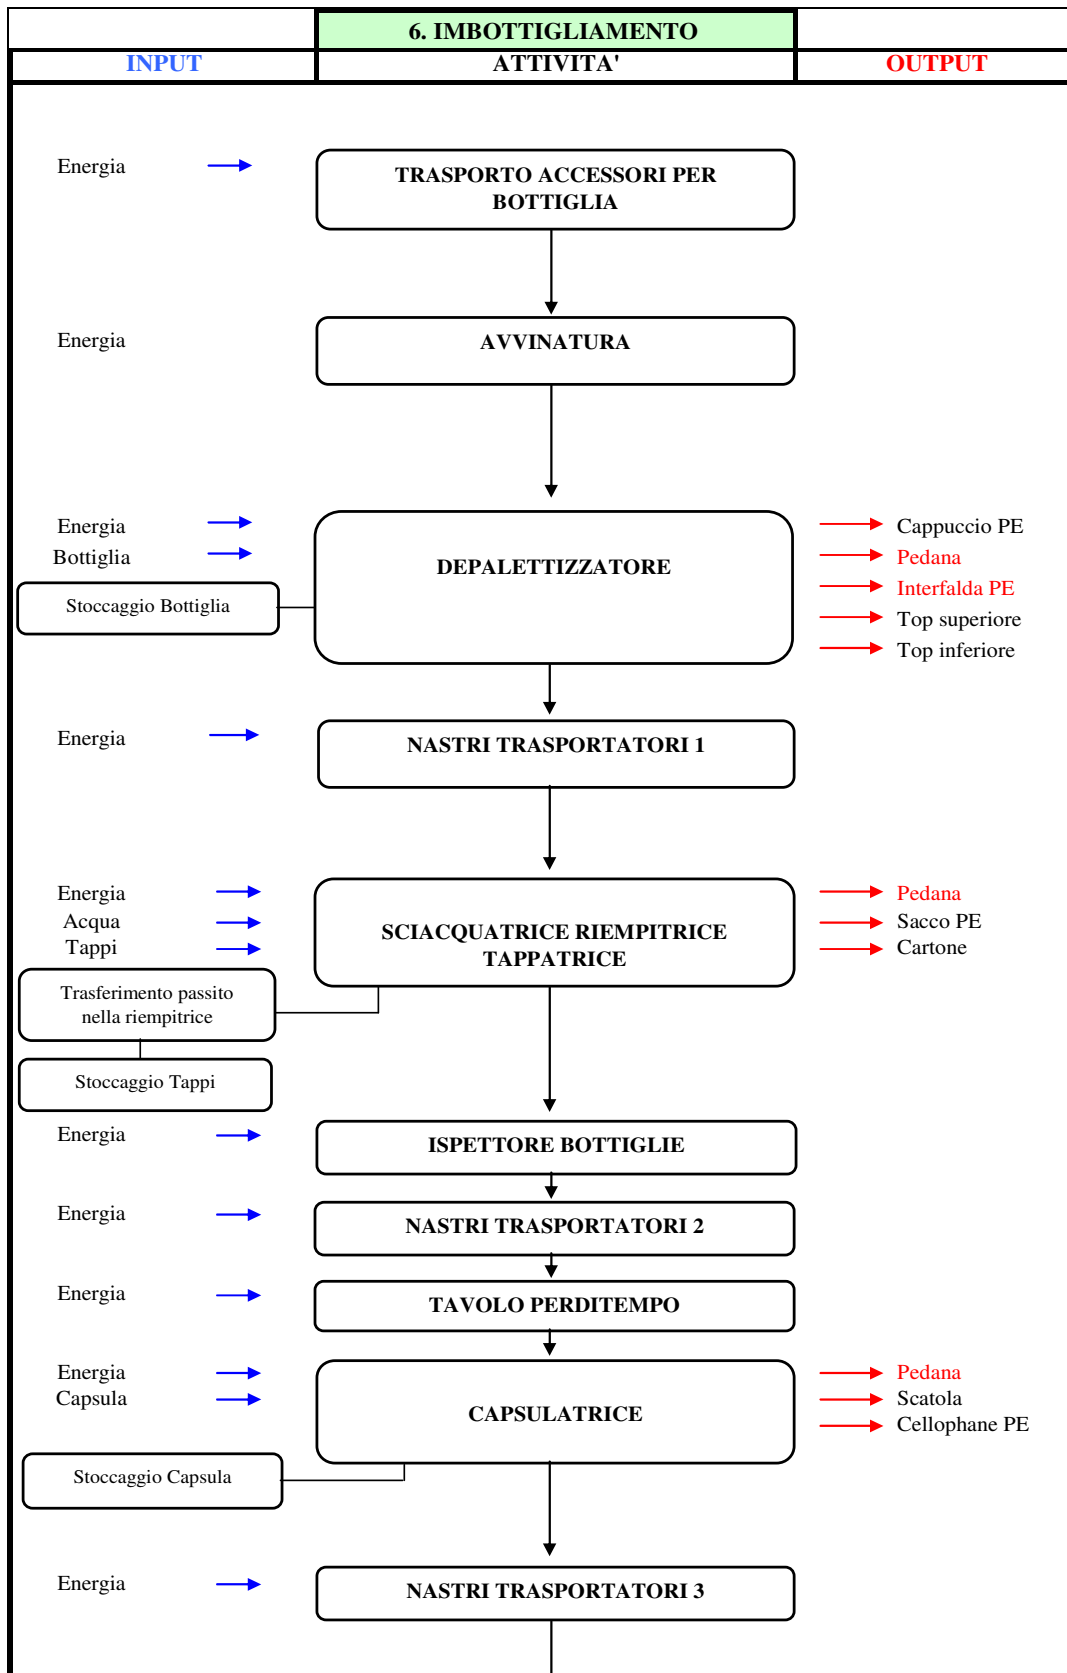 6. IMBOTTIGLIAMENTO
INPUT
ATTIVITA'
OUTPUT
Energia
TRASPORTO ACCESSORI PER
BOTTIGLIA
Energia
AVVINATURA
Energia
Bottiglia
Stoccaggio Bottiglia
DEPALETTIZZATORE
Cappuccio PE
Pedana
Interfalda PE
Top superiore
Top inferiore
Energia
NASTRI TRASPORTATORI 1
Energia
Acqua
Tappi
SCIACQUATRICE RIEMPITRICE
TAPPATRICE
Pedana
Sacco PE
Cartone
Trasferimento passito
nella riempitrice
Stoccaggio Tappi
Energia
ISPETTORE BOTTIGLIE
Energia
NASTRI TRASPORTATORI 2
Energia
TAVOLO PERDITEMPO
Energia
Capsula
CAPSULATRICE
Pedana
Scatola
Cellophane PE
Stoccaggio Capsula
Energia
NASTRI TRASPORTATORI 3